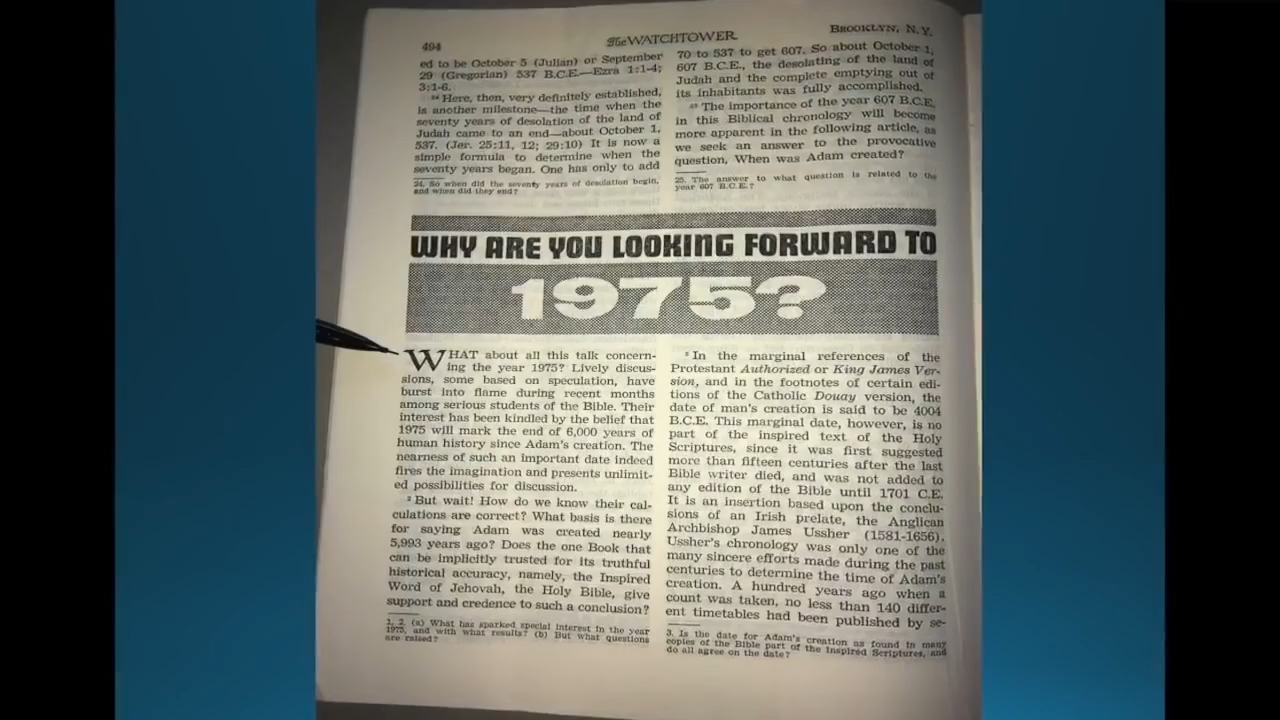 494
The WATCHTOWER
BROOKLYN, N.Y.
ed to be October 5 (Julian) or September
29 (Gregorian) 537 B.C.E.—Ezra 1:1-4;
3:1-6.
24 Here, then, very definitely established,
is another milestone—the time when the
seventy years of desolation of the land of
Judah came to an end—about October 1,
537. (Jer. 25:11, 12; 29:10) It is now a
simple formula to determine when the
seventy years began. One has only to add
24. So when did the seventy years of desolation begin,
and when did they end?
70 to 537 to get 607. So about October 1,
607 B.C.E., the desolating of the land of
Judah and the complete emptying out of
its inhabitants was fully accomplished.
25 The importance of the year 607 B.C.E.
in this Biblical chronology will become
more apparent in the following article, as
we seek an answer to the provocative
question, When was Adam created?
25. The answer to what question is related to the
year 607 B.C.E.?
WHY ARE YOU LOOKING FORWARD TO
1975?
WHAT about all this talk concern-
ing the year 1975? Lively discus-
sions, some based on speculation, have
burst into flame during recent months
among serious students of the Bible. Their
interest has been kindled by the belief that
1975 will mark the end of 6,000 years of
human history since Adam's creation. The
nearness of such an important date indeed
fires the imagination and presents unlimit-
ed possibilities for discussion.
2 But wait! How do we know their cal-
culations are correct? What basis is there
for saying Adam was created nearly
5,993 years ago? Does the one Book that
can be implicitly trusted for its truthful
historical accuracy, namely, the Inspired
Word of Jehovah, the Holy Bible, give
support and credence to such a conclusion?
1, 2. (a) What has sparked special interest in the year
1975, and with what results? (b) But what questions
are raised?
3 In the marginal references of the
Protestant Authorized or King James Ver-
sion, and in the footnotes of certain edi-
tions of the Catholic Douay version, the
date of man's creation is said to be 4004
B.C.E. This marginal date, however, is no
part of the inspired text of the Holy
Scriptures, since it was first suggested
more than fifteen centuries after the last
Bible writer died, and was not added to
any edition of the Bible until 1701 C.E.
It is an insertion based upon the conclu-
sions of an Irish prelate, the Anglican
Archbishop James Ussher (1581-1656).
Ussher's chronology was only one of the
many sincere efforts made during the past
centuries to determine the time of Adam's
creation. A hundred years ago when a
count was taken, no less than 140 differ-
ent timetables had been published by se-
3. Is the date for Adam's creation as found in many
copies of the Bible part of the Inspired Scriptures, and
do all agree on the date?